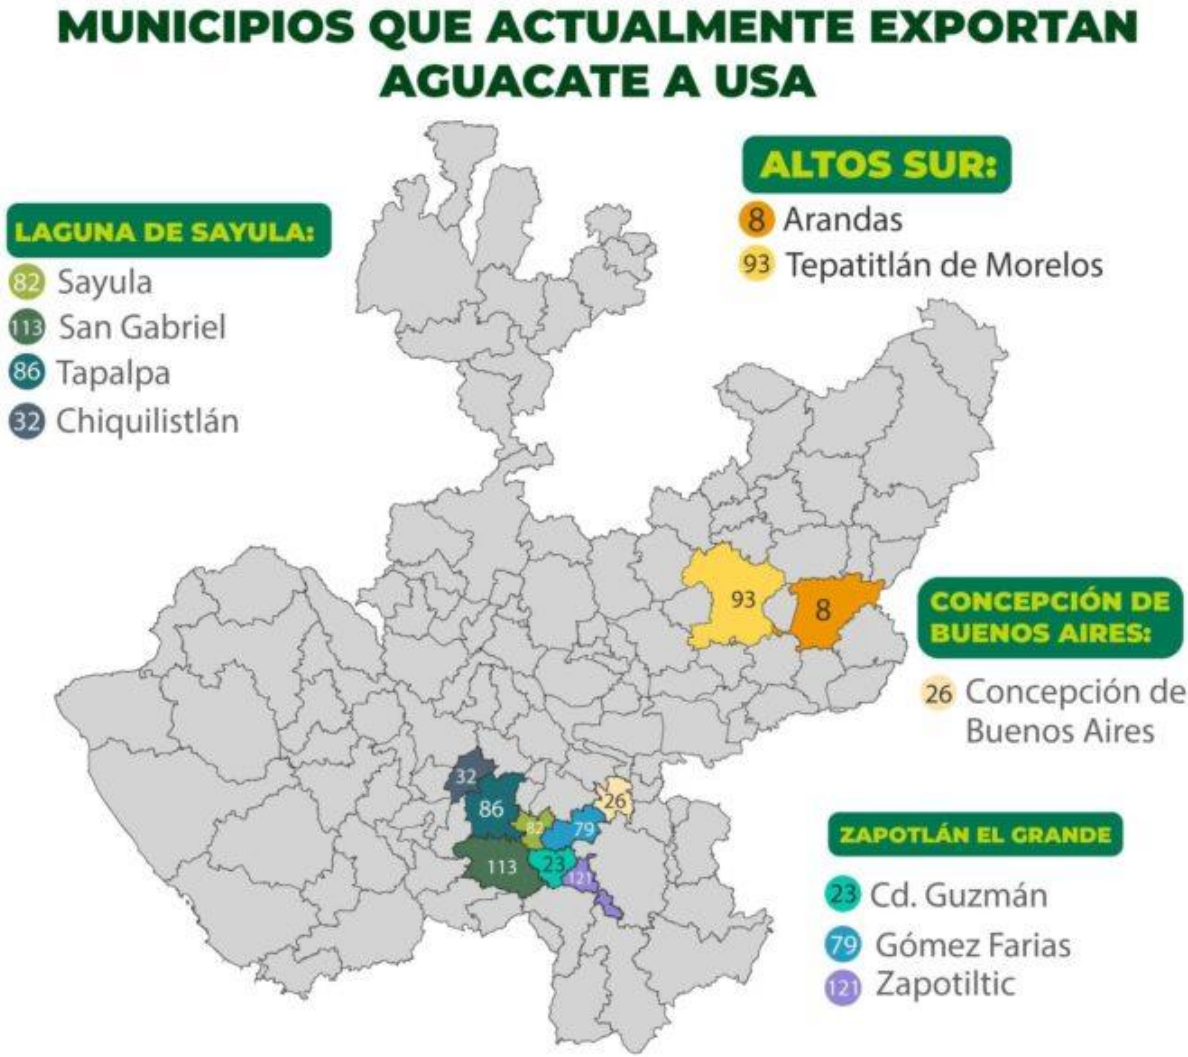 MUNICIPIOS QUE ACTUALMENTE EXPORTAN
AGUACATE A USA
LAGUNA DE SAYULA:
82 Sayula
113 San Gabriel
86 Tapalpa
32 Chiquilistlán
ALTOS SUR:
8 Arandas
93 Tepatitlán de Morelos
93
8
CONCEPCIÓN DE
BUENOS AIRES:
26 Concepción de
Buenos Aires
32
86
26
82
79
113
23
121
ZAPOTLÁN EL GRANDE
23 Cd. Guzmán
79 Gómez Farias
121 Zapotiltic